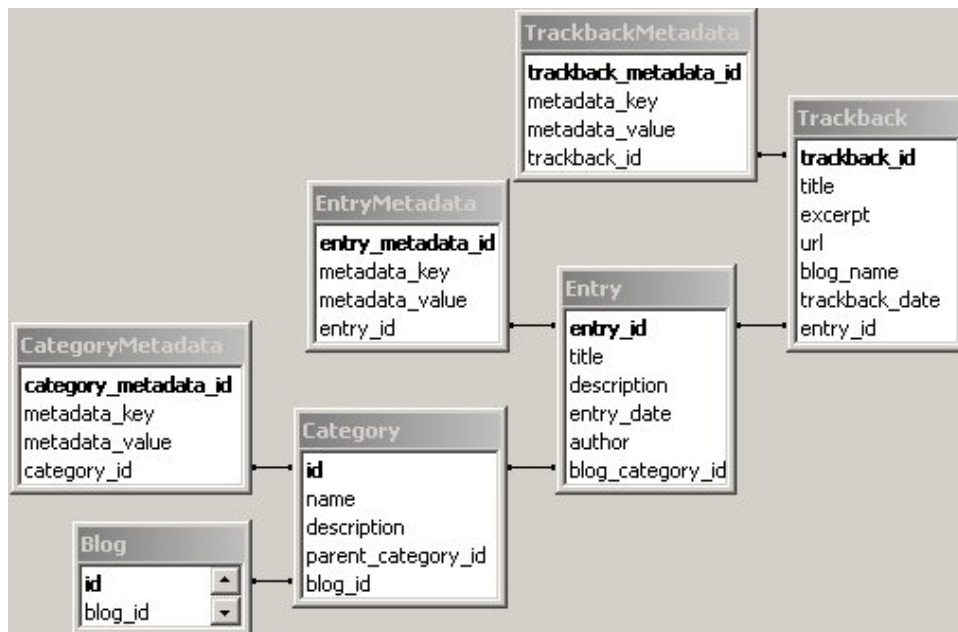 TrackbackMetadata
trackback_metadata_id
metadata_key
metadata_value
trackback_id
Trackback
trackback_id
title
excerpt
url
blog_name
trackback_date
entry_id
EntryMetadata
entry_metadata_id
metadata_key
metadata_value
entry_id
Entry
entry_id
title
description
entry_date
author
blog_category_id
CategoryMetadata
category_metadata_id
metadata_key
metadata_value
category_id
Category
id
name
description
parent_category_id
blog_id
Blog
id
blog_id